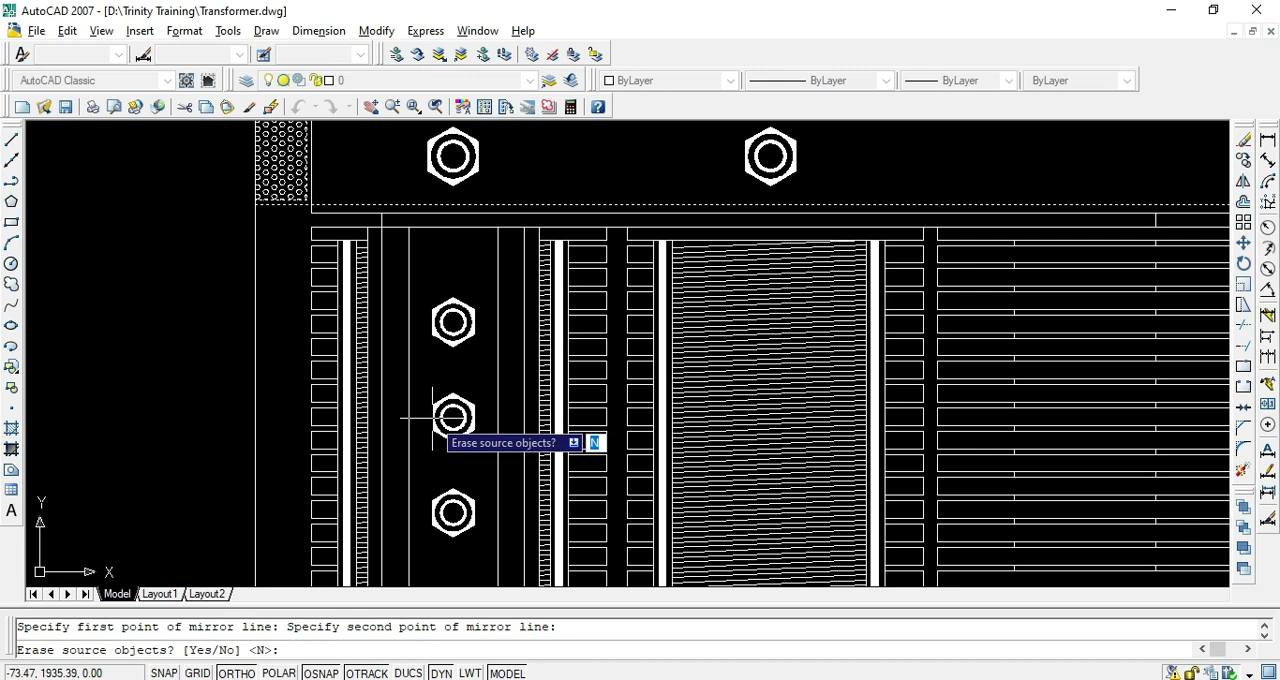 AutoCAD 2007 - [D:\Trinity Training\Transformer.dwg]
File Edit View Insert Format Tools Draw Dimension Modify Express Window Help
AutoCAD Classic 0 ByLayer ByLayer ByLayer ByLayer
Erase source objects? N
Y
X
Model Layout1 Layout2
Specify first point of mirror line: Specify second point of mirror line:
Erase source objects? [Yes/No] <N>:
-73.47, 1935.39, 0.00 SNAP GRID ORTHO POLAR OSNAP OTRACK DUCS DYN LWT MODEL